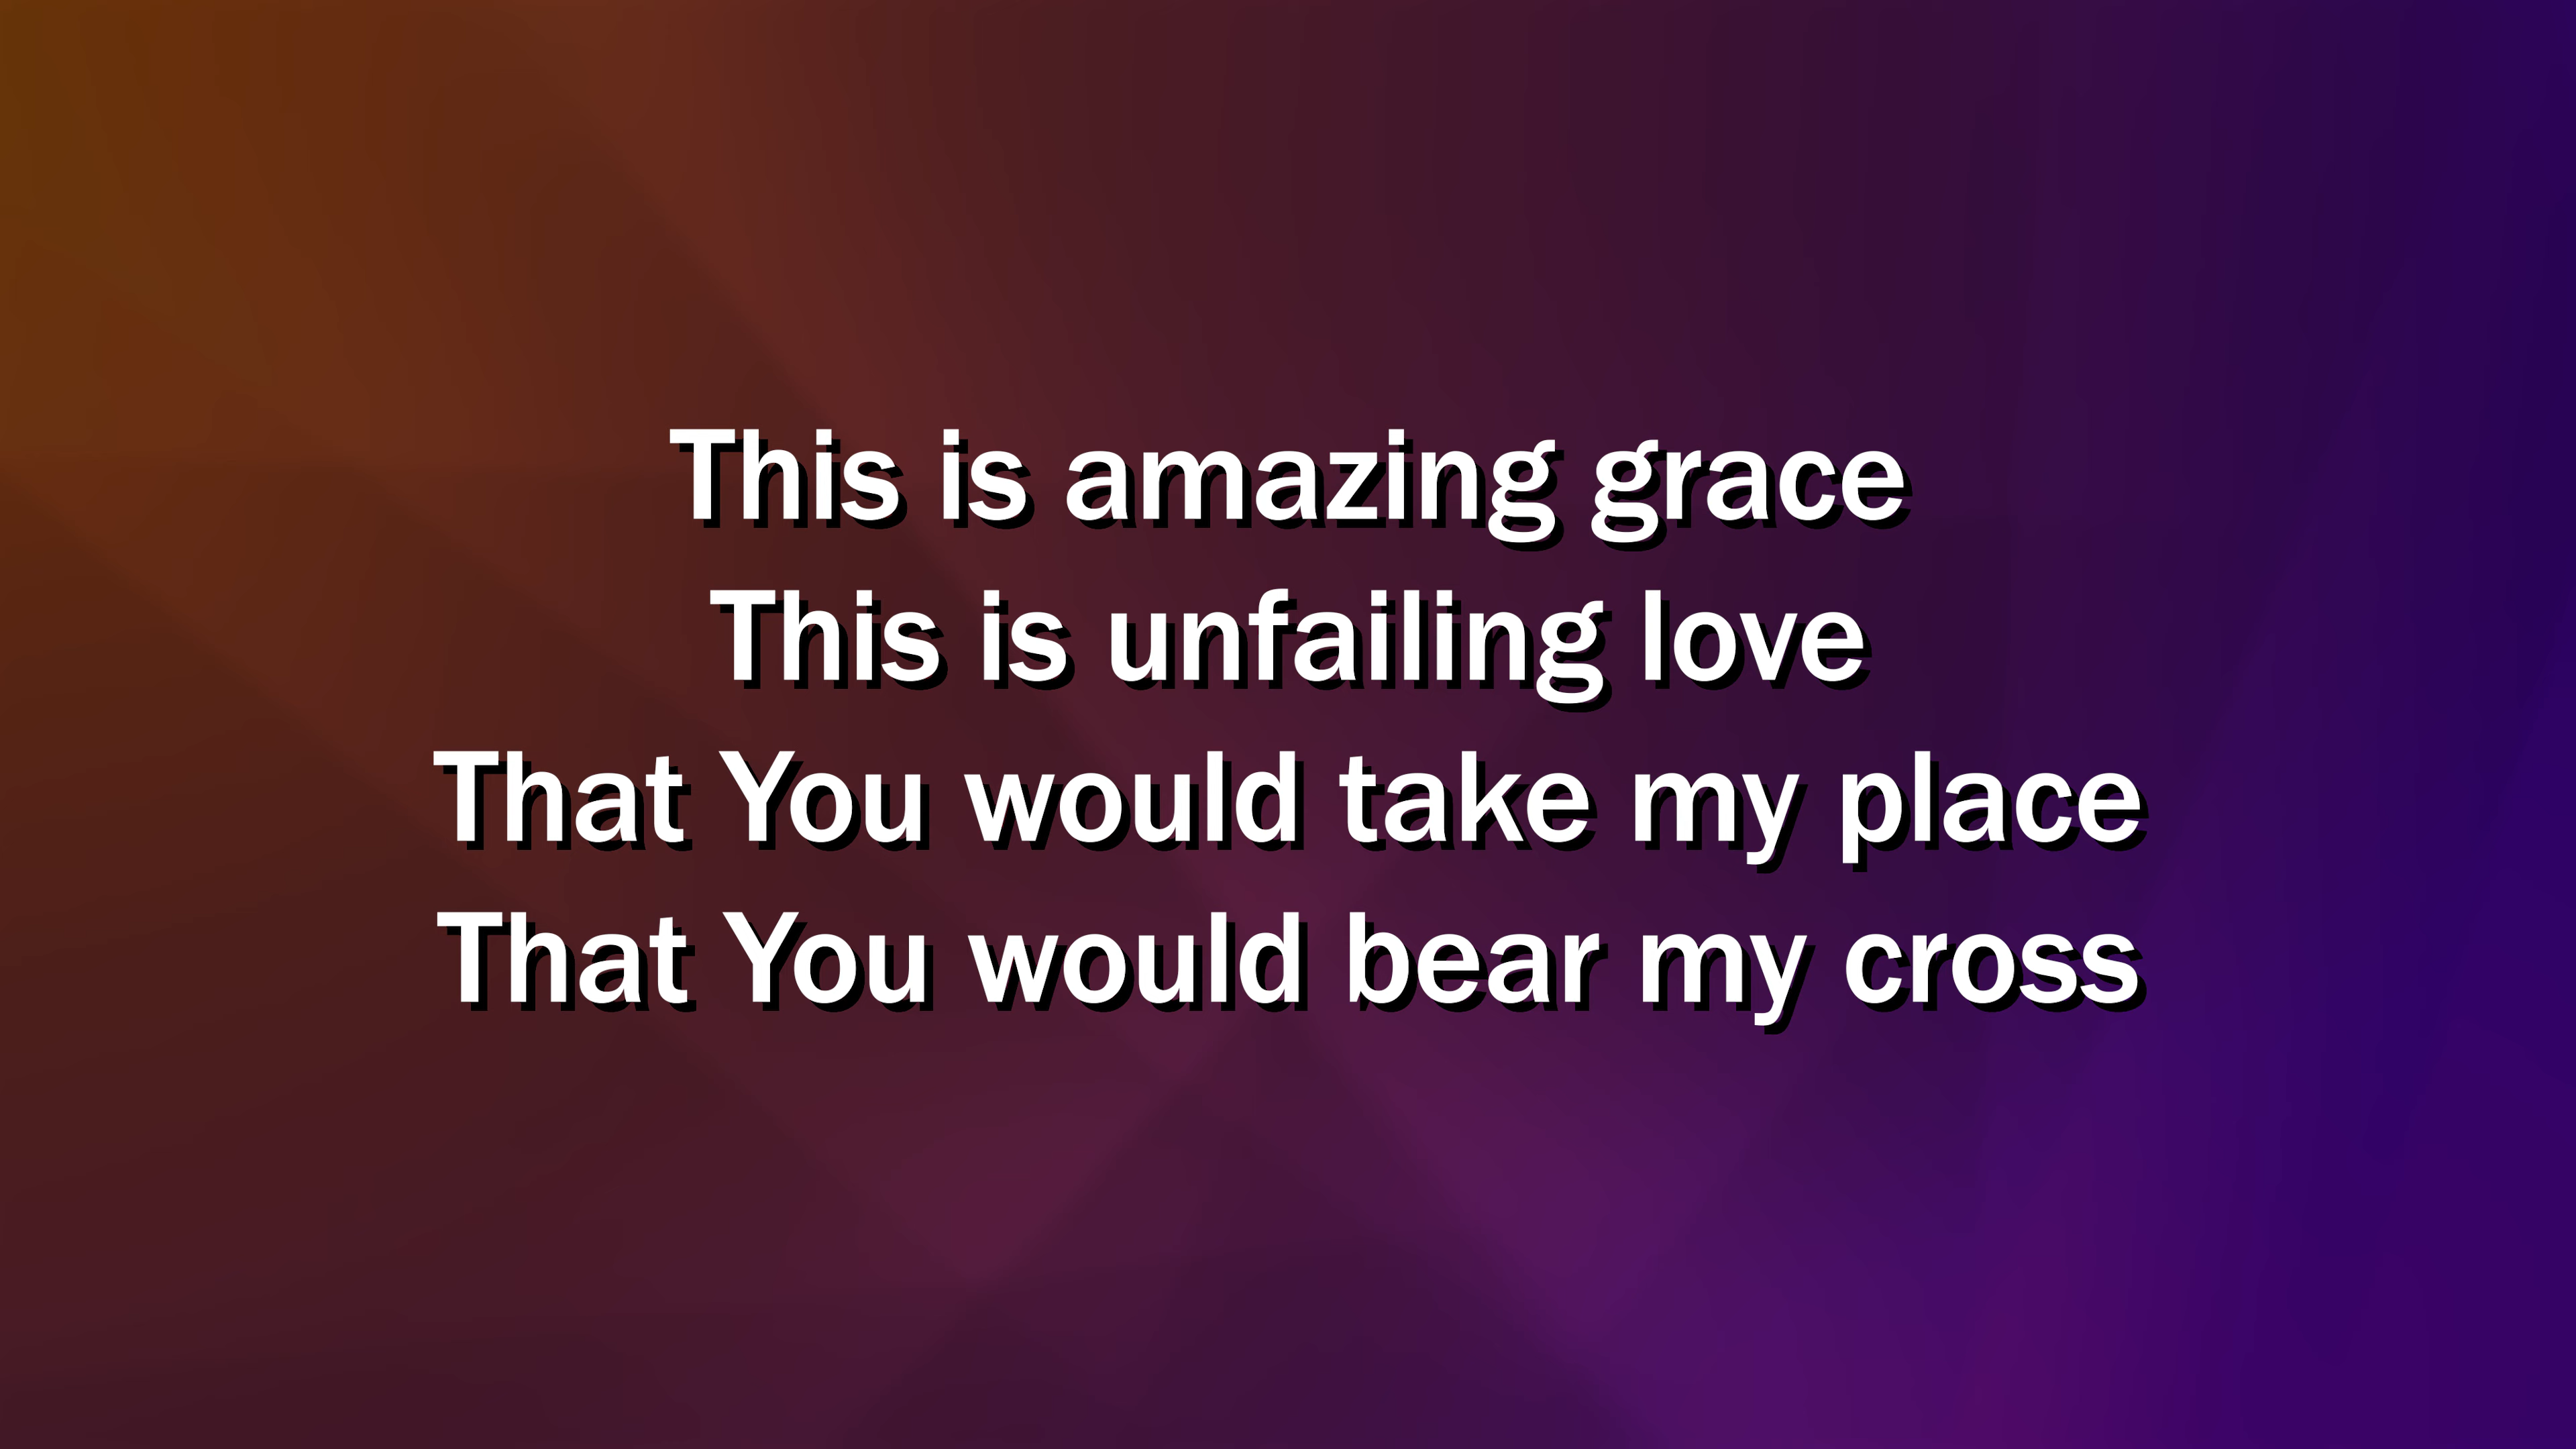 This is amazing grace
This is unfailing love
That You would take my place
That You would bear my cross